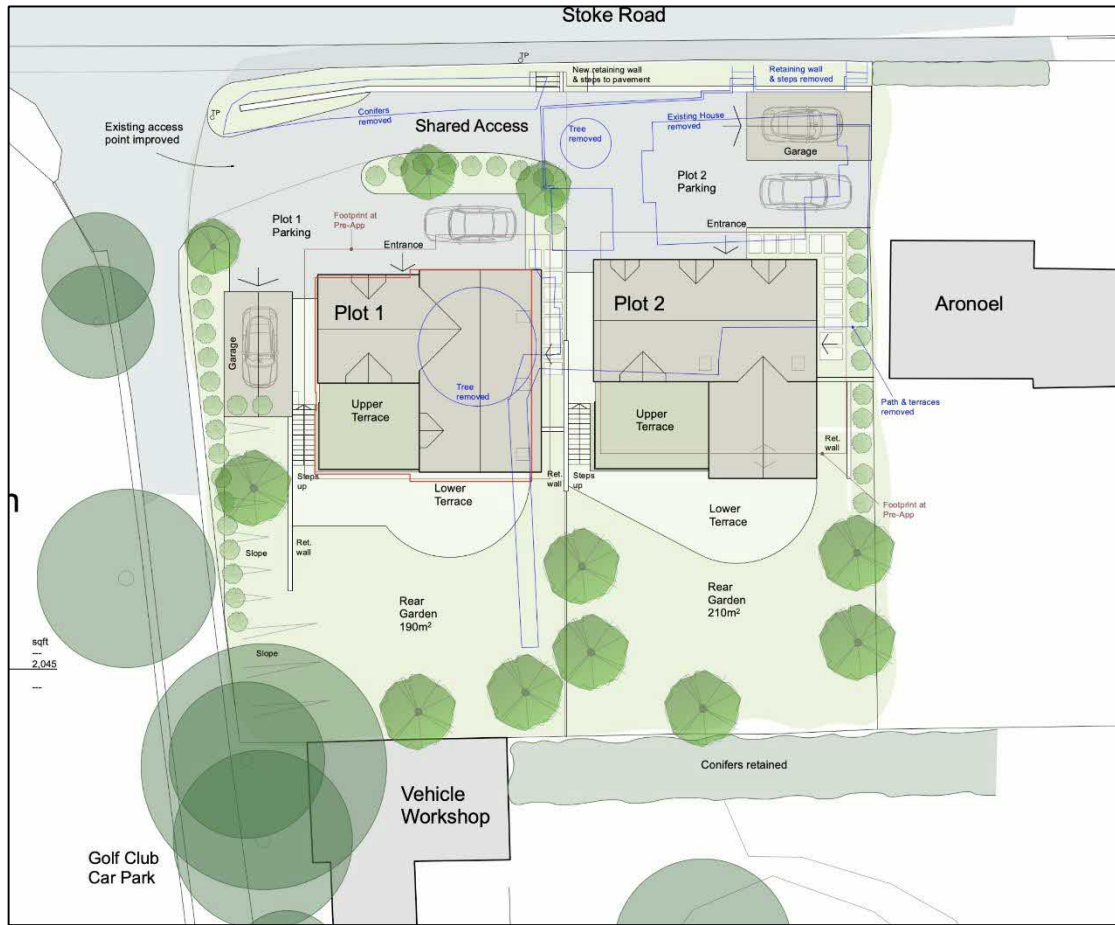 Stoke Road
TP
New retaining wall
& steps to pavement
Retaining wall
& steps removed
TP
Conifers
removed
Existing access
point improved
Shared Access
Tree
removed
Existing House
removed
Garage
Plot 2
Parking
Plot 1
Parking
Footprint at
Pre-App
Entrance
Entrance
Plot 1
Plot 2
Aronoel
Garage
Tree
removed
Upper
Terrace
Upper
Terrace
Path & terraces
removed
Ret.
wall
Steps
up
Ret.
wall
Steps
up
Lower
Terrace
Lower
Terrace
Footprint at
Pre-App
n
Slope
Ret.
wall
Rear
Garden
190m²
Rear
Garden
210m²
sqft
---
2,045
---
Slope
Conifers retained
Vehicle
Workshop
Golf Club
Car Park